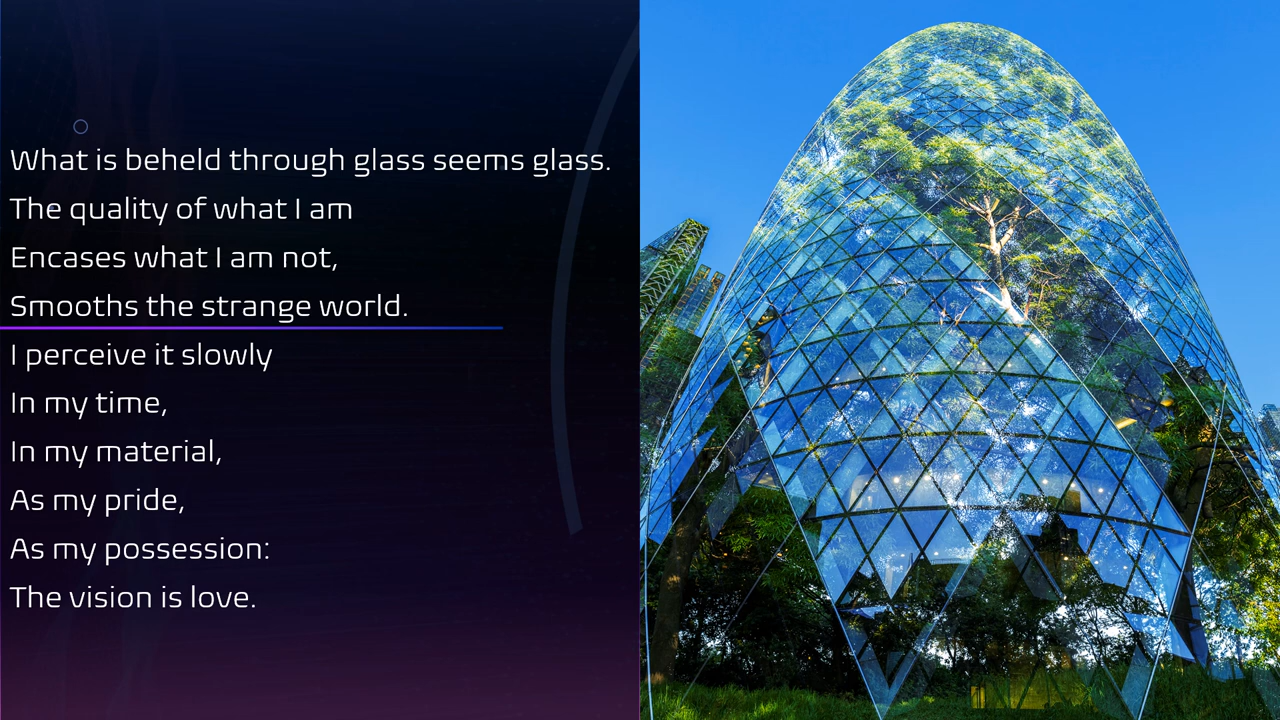 What is beheld through glass seems glass.
The quality of what I am
Encases what I am not,
Smooths the strange world.
I perceive it slowly
In my time,
In my material,
As my pride,
As my possession:
The vision is love.